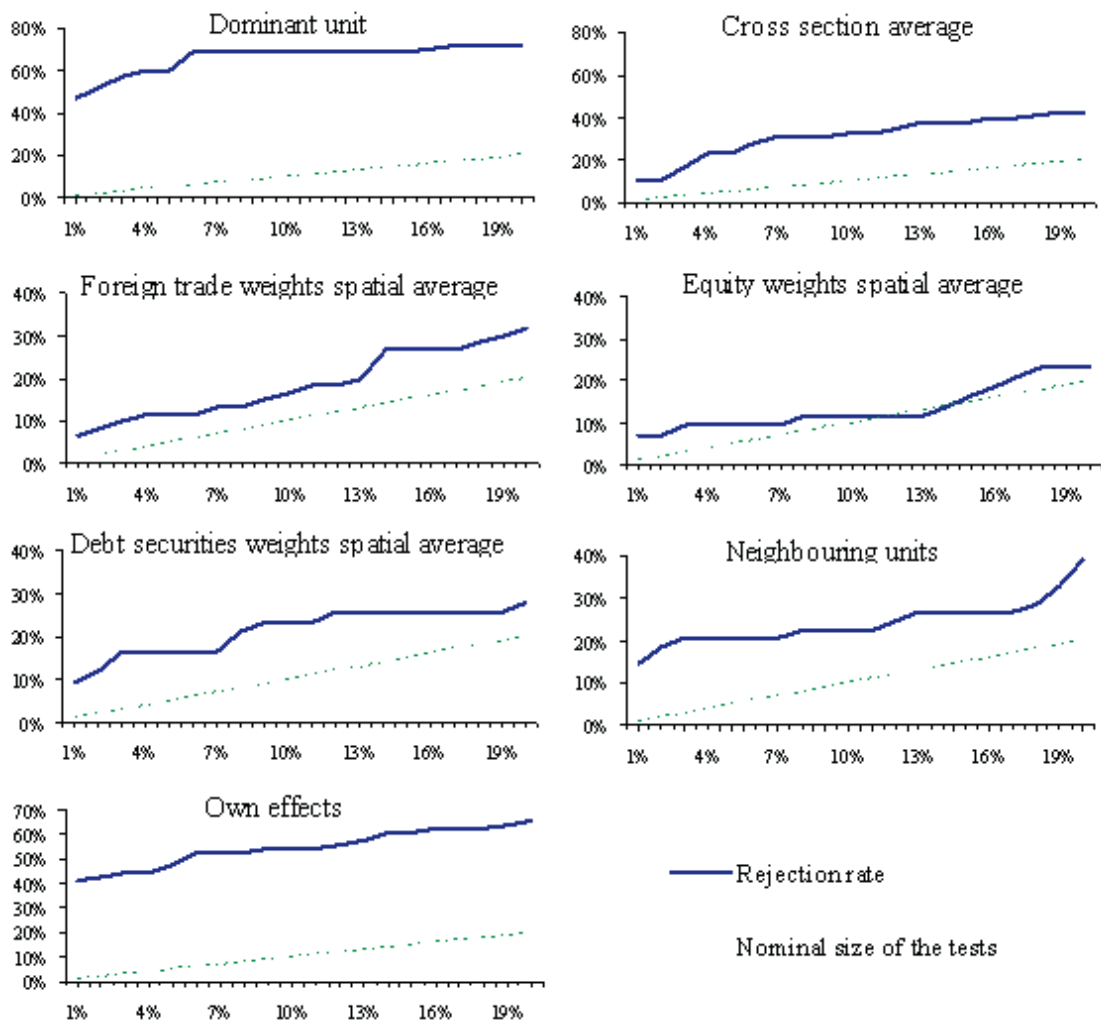 Dominant unit
80%
60%
40%
20%
0%
1% 4% 7% 10% 13% 16% 19%
Cross section average
80%
60%
40%
20%
0%
1% 4% 7% 10% 13% 16% 19%
Foreign trade weights spatial average
40%
30%
20%
10%
0%
1% 4% 7% 10% 13% 16% 19%
Equity weights spatial average
40%
30%
20%
10%
0%
1% 4% 7% 10% 13% 16% 19%
Debt securities weights spatial average
40%
30%
20%
10%
0%
1% 4% 7% 10% 13% 16% 19%
Neighbouring units
40%
30%
20%
10%
0%
1% 4% 7% 10% 13% 16% 19%
Own effects
70%
60%
50%
40%
30%
20%
10%
0%
1% 4% 7% 10% 13% 16% 19%
Rejection rate
Nominal size of the tests